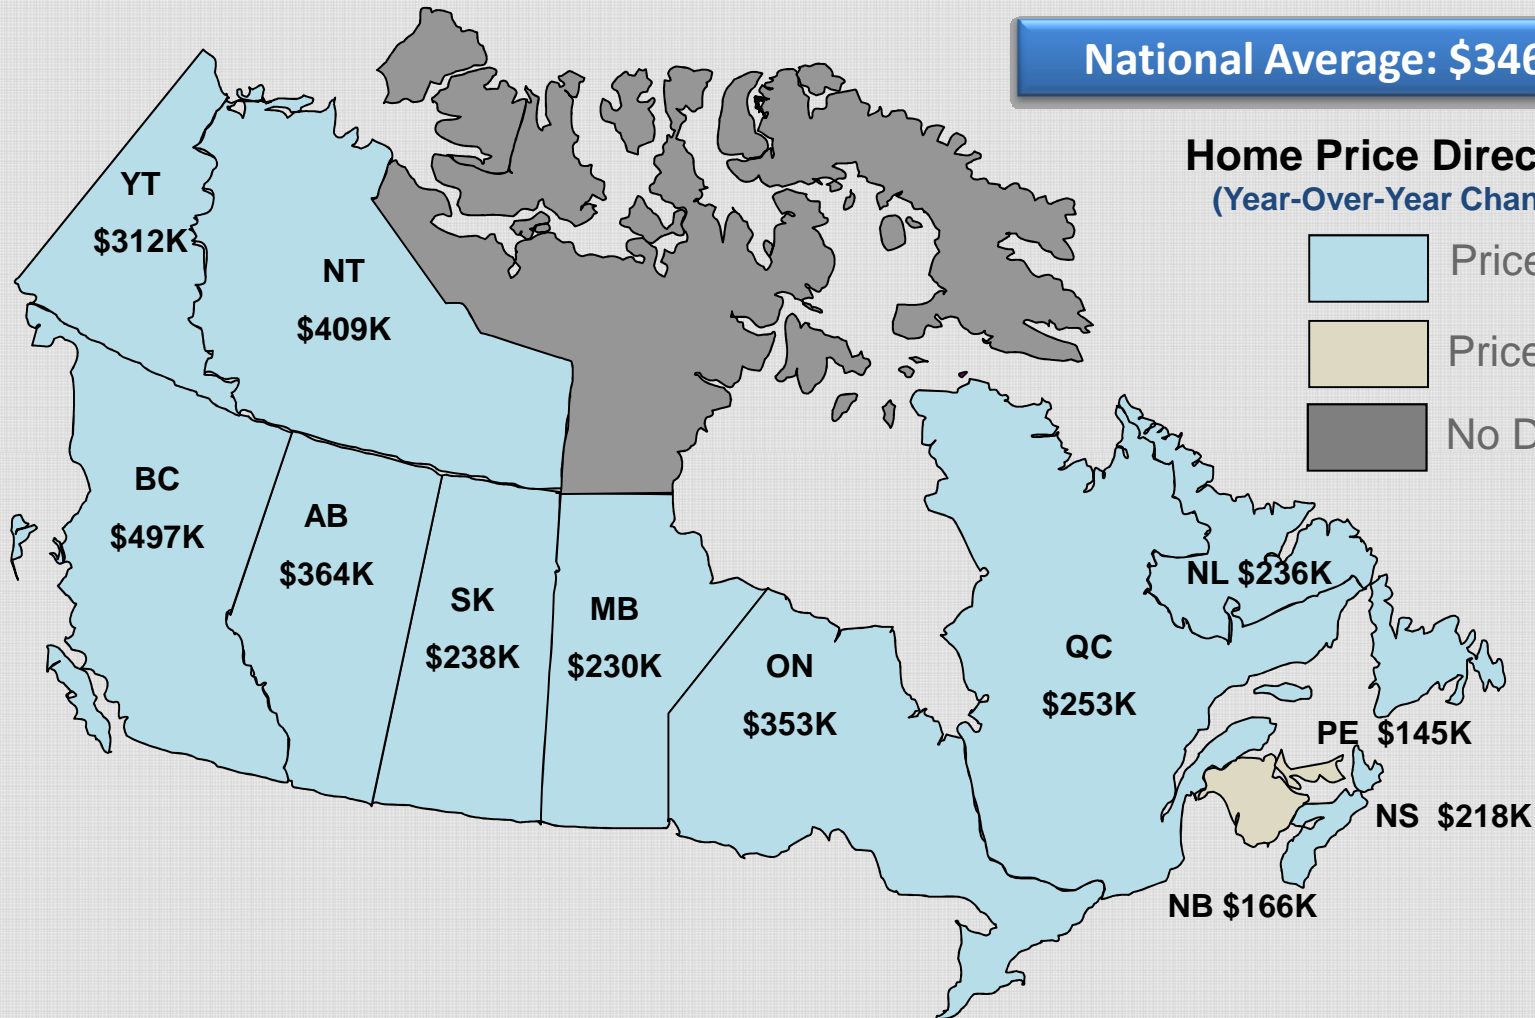 National Average: $346
Home Price Direc
(Year-Over-Year Chan
Price
Price
No D
YT
$312K
NT
$409K
BC
$497K
AB
$364K
SK
$238K
MB
$230K
ON
$353K
QC
$253K
NL $236K
PE $145K
NS $218K
NB $166K